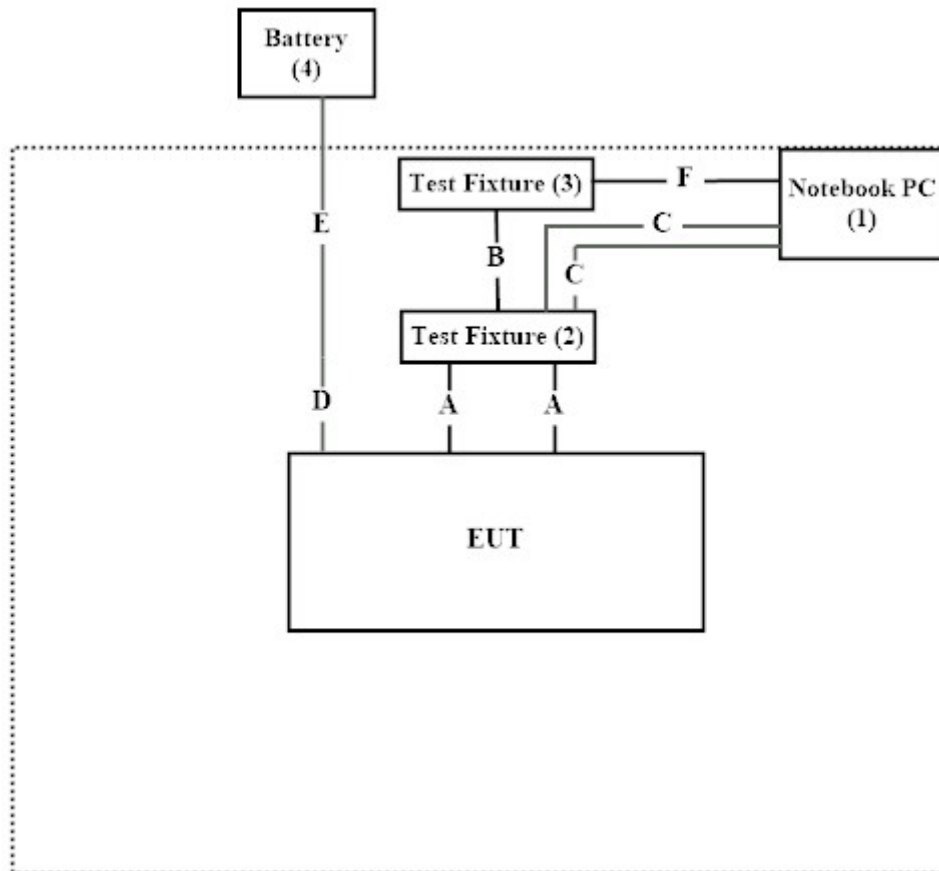 Battery
(4)
Test Fixture (3)
F
Notebook PC
(1)
E
C
B
C
Test Fixture (2)
D
A
A
EUT